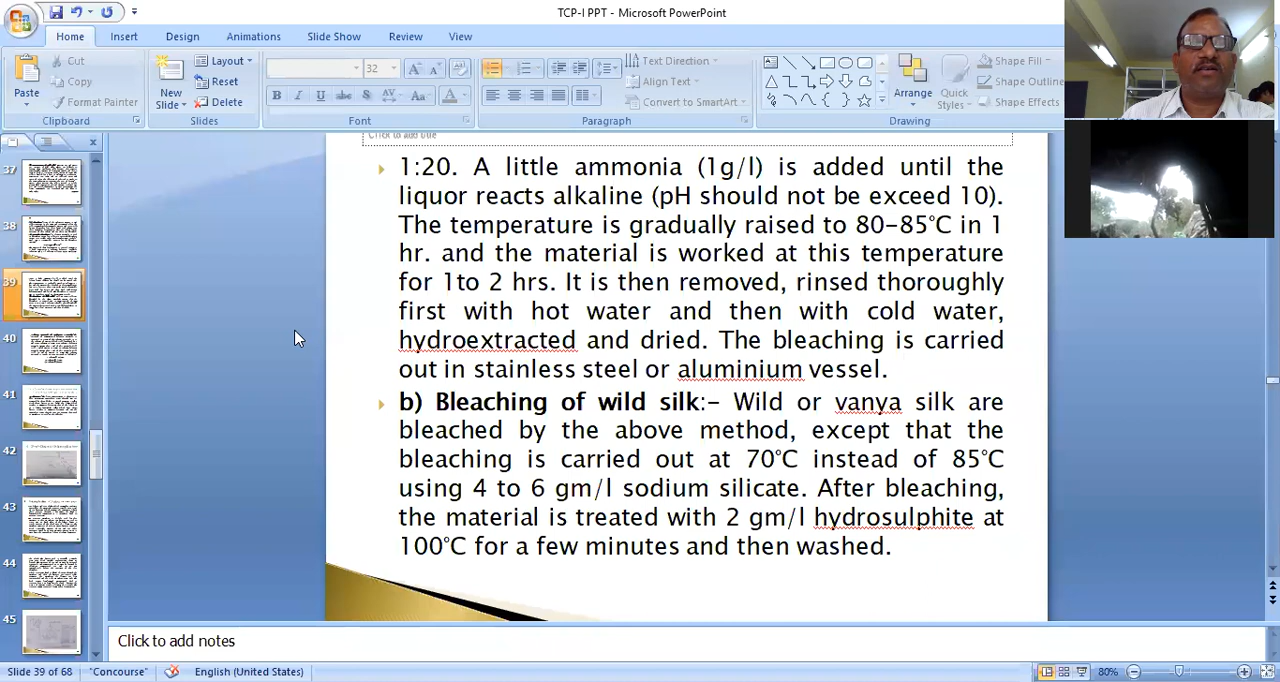 TCP-I PPT - Microsoft PowerPoint
Home Insert Design Animations Slide Show Review View
Paste Cut Copy Format Painter
Clipboard
New Slide Layout Reset Delete
Slides
32
B I U abc S AV Aa A
Font
Text Direction Align Text Convert to SmartArt
Paragraph
Arrange Quick Styles Shape Fill Shape Outline Shape Effects
Drawing
37
38
39
40
41
42
43
44
45
Click to add title
1:20. A little ammonia (1g/l) is added until the
liquor reacts alkaline (pH should not be exceed 10).
The temperature is gradually raised to 80-85°C in 1
hr. and the material is worked at this temperature
for 1to 2 hrs. It is then removed, rinsed thoroughly
first with hot water and then with cold water,
hydroextracted and dried. The bleaching is carried
out in stainless steel or aluminium vessel.
b) Bleaching of wild silk:- Wild or vanya silk are
bleached by the above method, except that the
bleaching is carried out at 70°C instead of 85°C
using 4 to 6 gm/l sodium silicate. After bleaching,
the material is treated with 2 gm/l hydrosulphite at
100°C for a few minutes and then washed.
Click to add notes
Slide 39 of 68 "Concourse" English (United States) 80%